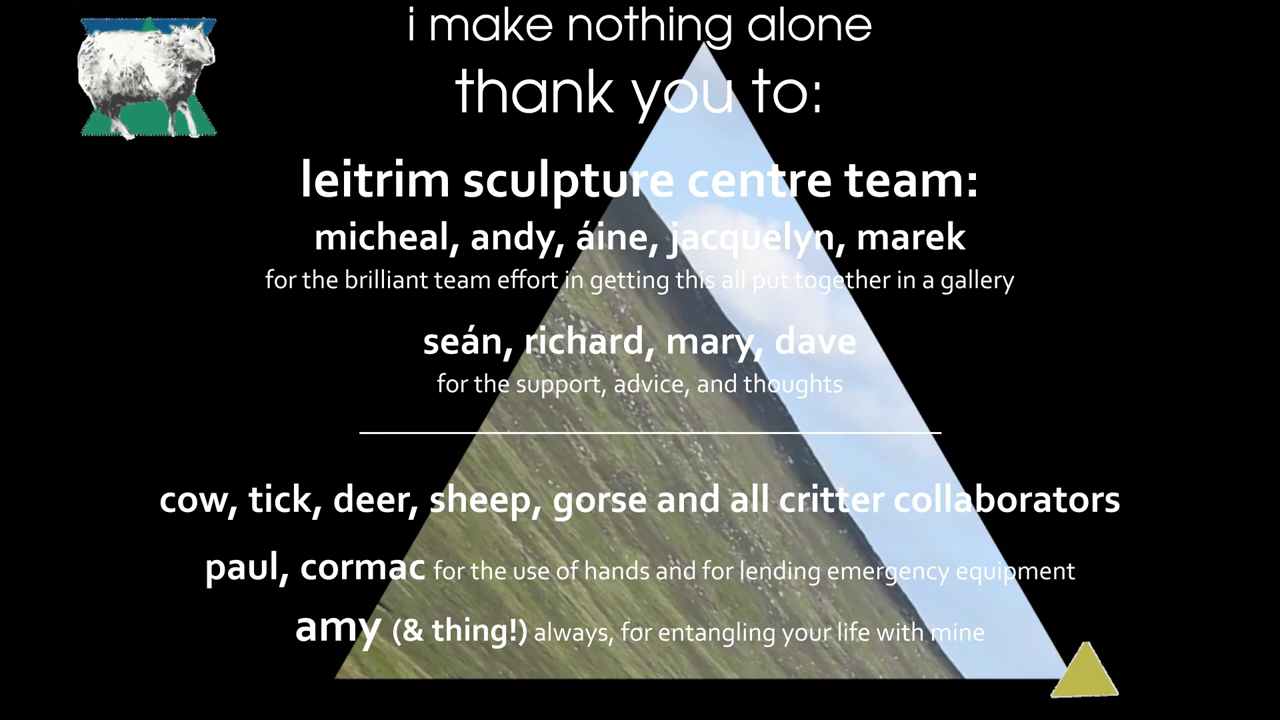 i make nothing alone
thank you to:
leitrim sculpture centre team:
micheal, andy, áine, jacquelyn, marek
for the brilliant team effort in getting this all put together in a gallery
seán, richard, mary, dave
for the support, advice, and thoughts
cow, tick, deer, sheep, gorse and all critter collaborators
paul, cormac for the use of hands and for lending emergency equipment
amy (& thing!) always, for entangling your life with mine